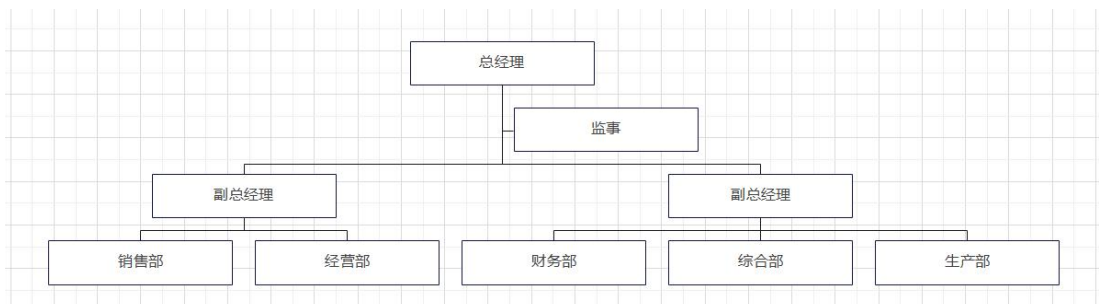 总经理
监事
副总经理
副总经理
销售部
经营部
财务部
综合部
生产部